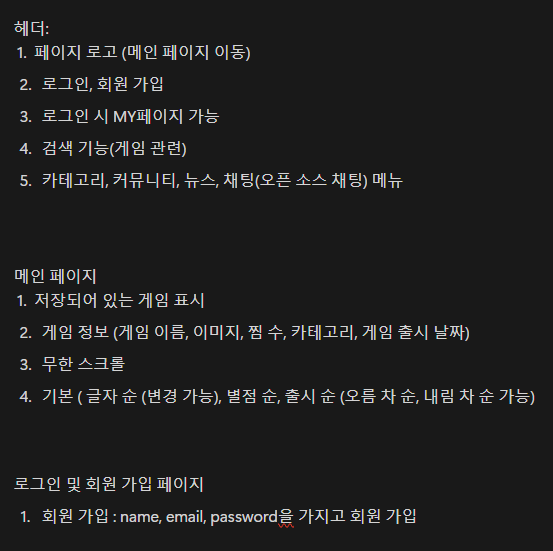 헤더:
1. 페이지 로고 (메인 페이지 이동)
2. 로그인, 회원 가입
3. 로그인 시 MY페이지 가능
4. 검색 기능(게임 관련)
5. 카테고리, 커뮤니티, 뉴스, 채팅(오픈 소스 채팅) 메뉴
메인 페이지
1. 저장되어 있는 게임 표시
2. 게임 정보 (게임 이름, 이미지, 찜 수, 카테고리, 게임 출시 날짜)
3. 무한 스크롤
4. 기본 ( 글자 순 (변경 가능), 별점 순, 출시 순 (오름 차 순, 내림 차 순 가능)
로그인 및 회원 가입 페이지
1. 회원 가입 : name, email, password을 가지고 회원 가입